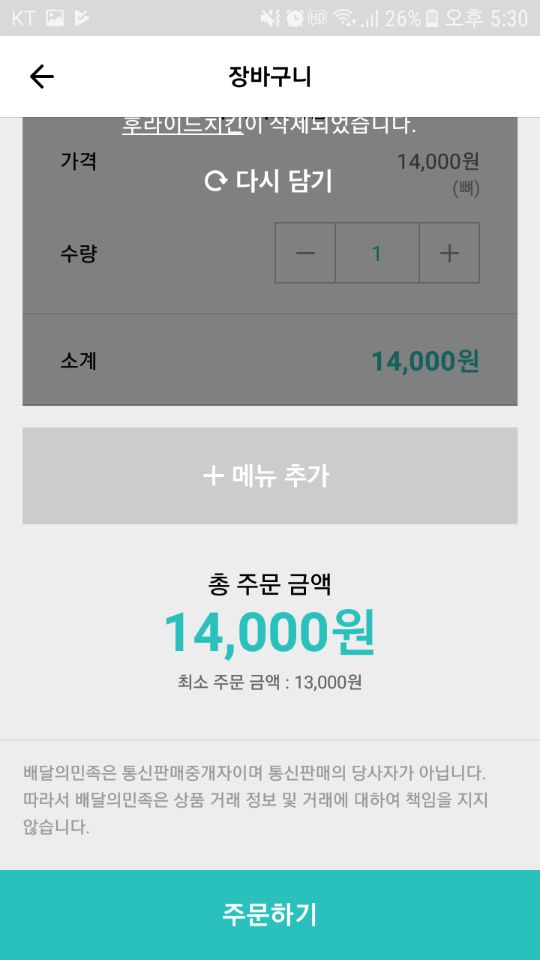 KT HD 26% 오후 5:30
장바구니
후라이드치킨이 삭제되었습니다.
가격 14,000원
다시 담기
(뼈)
수량 1
소계 14,000원
+ 메뉴 추가
총 주문 금액
14,000원
최소 주문 금액 : 13,000원
배달의민족은 통신판매중개자이며 통신판매의 당사자가 아닙니다.
따라서 배달의민족은 상품 거래 정보 및 거래에 대하여 책임을 지지
않습니다.
주문하기